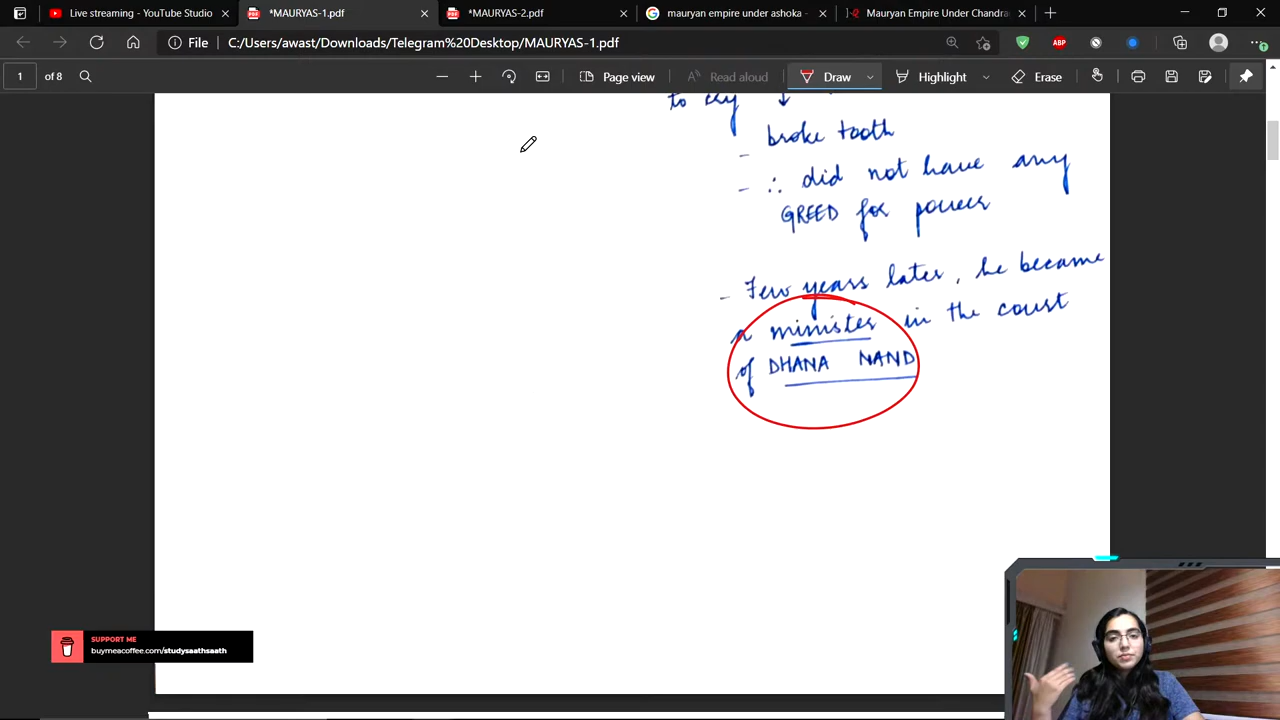 Live streaming - YouTube Studio
*MAURYAS-1.pdf
*MAURYAS-2.pdf
mauryan empire under ashoka -
Mauryan Empire Under Chandra
File
C:/Users/awast/Downloads/Telegram%20Desktop/MAURYAS-1.pdf
ABP
1 of 8
Page view
Read aloud
Draw
Highlight
Erase
to cry
broke tooth
- ∴ did not have any
GREED for power
- Few years later, he became
a minister in the court
of DHANA NAND
SUPPORT ME
buymeacoffee.com/studysaathsaath